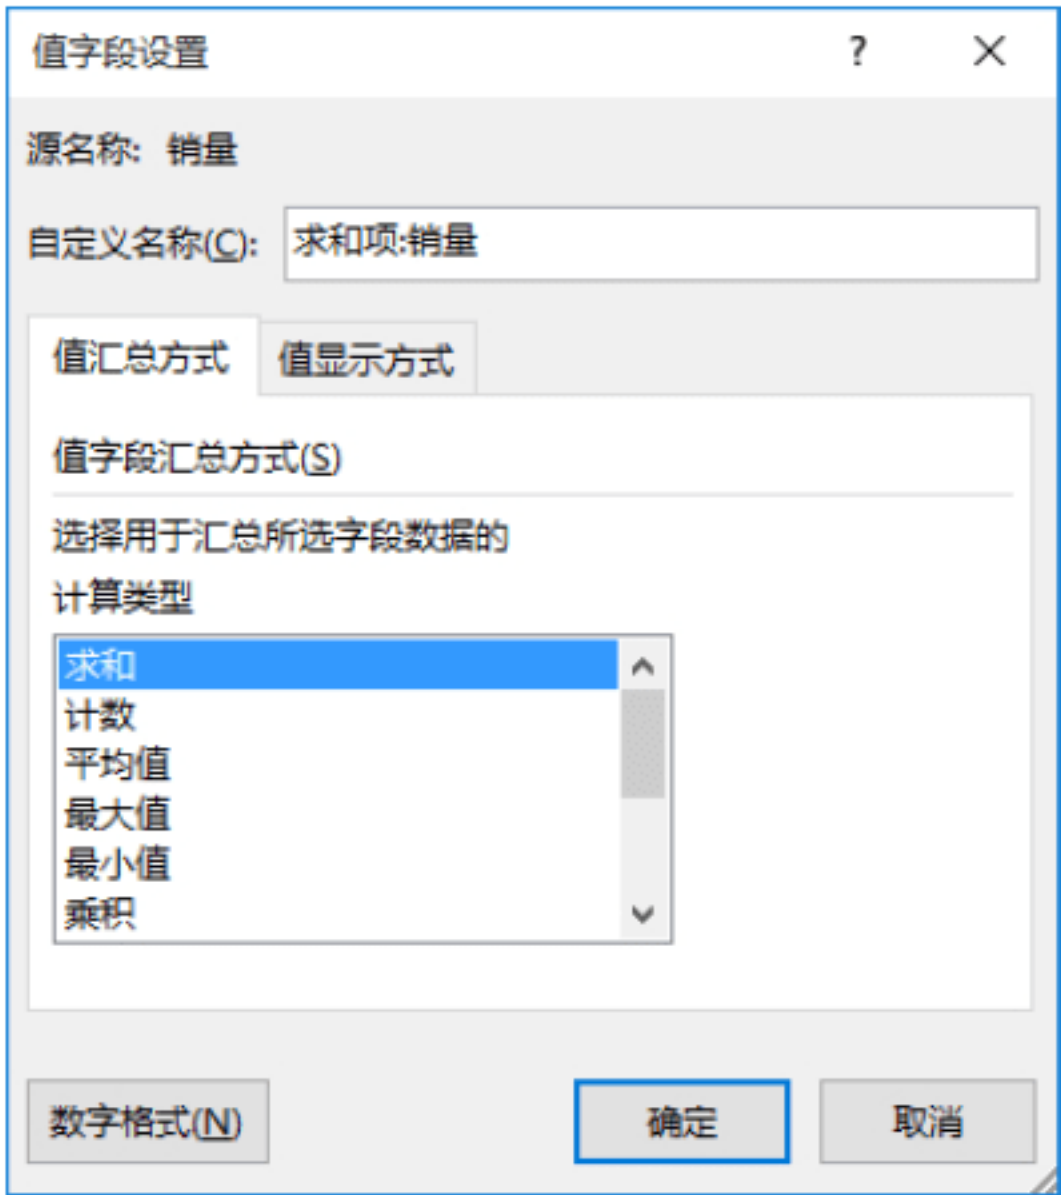 值字段设置 ?
源名称: 销量
自定义名称(C): 求和项:销量
值汇总方式 值显示方式
值字段汇总方式(S)
选择用于汇总所选字段数据的
计算类型
求和
计数
平均值
最大值
最小值
乘积
数字格式(N) 确定 取消